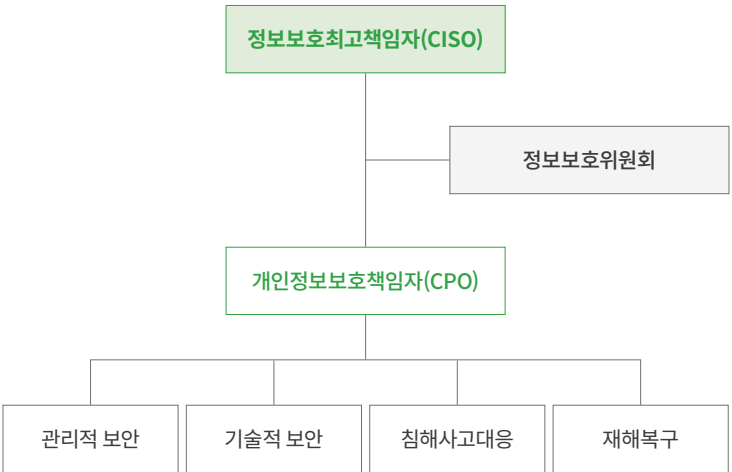 정보보호최고책임자(CISO)
정보보호위원회
개인정보보호책임자(CPO)
관리적 보안
기술적 보안
침해사고대응
재해복구